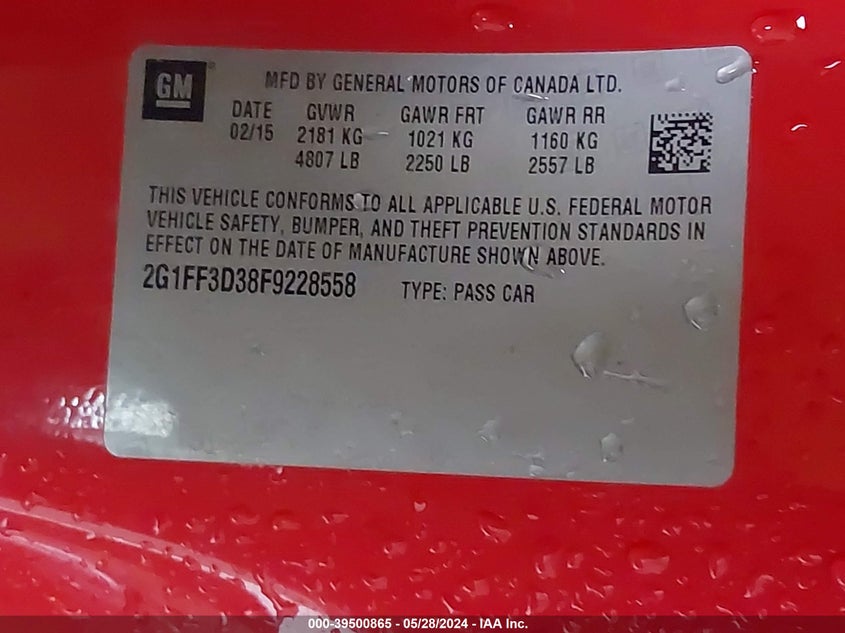 GM
MFD BY GENERAL MOTORS OF CANADA LTD.
DATE GVWR GAWR FRT GAWR RR
02/15 2181 KG 1021 KG 1160 KG
4807 LB 2250 LB 2557 LB
THIS VEHICLE CONFORMS TO ALL APPLICABLE U.S. FEDERAL MOTOR
VEHICLE SAFETY, BUMPER, AND THEFT PREVENTION STANDARDS IN
EFFECT ON THE DATE OF MANUFACTURE SHOWN ABOVE.
2G1FF3D38F9228558 TYPE: PASS CAR
000-39500865 - 05/28/2024 - IAA Inc.